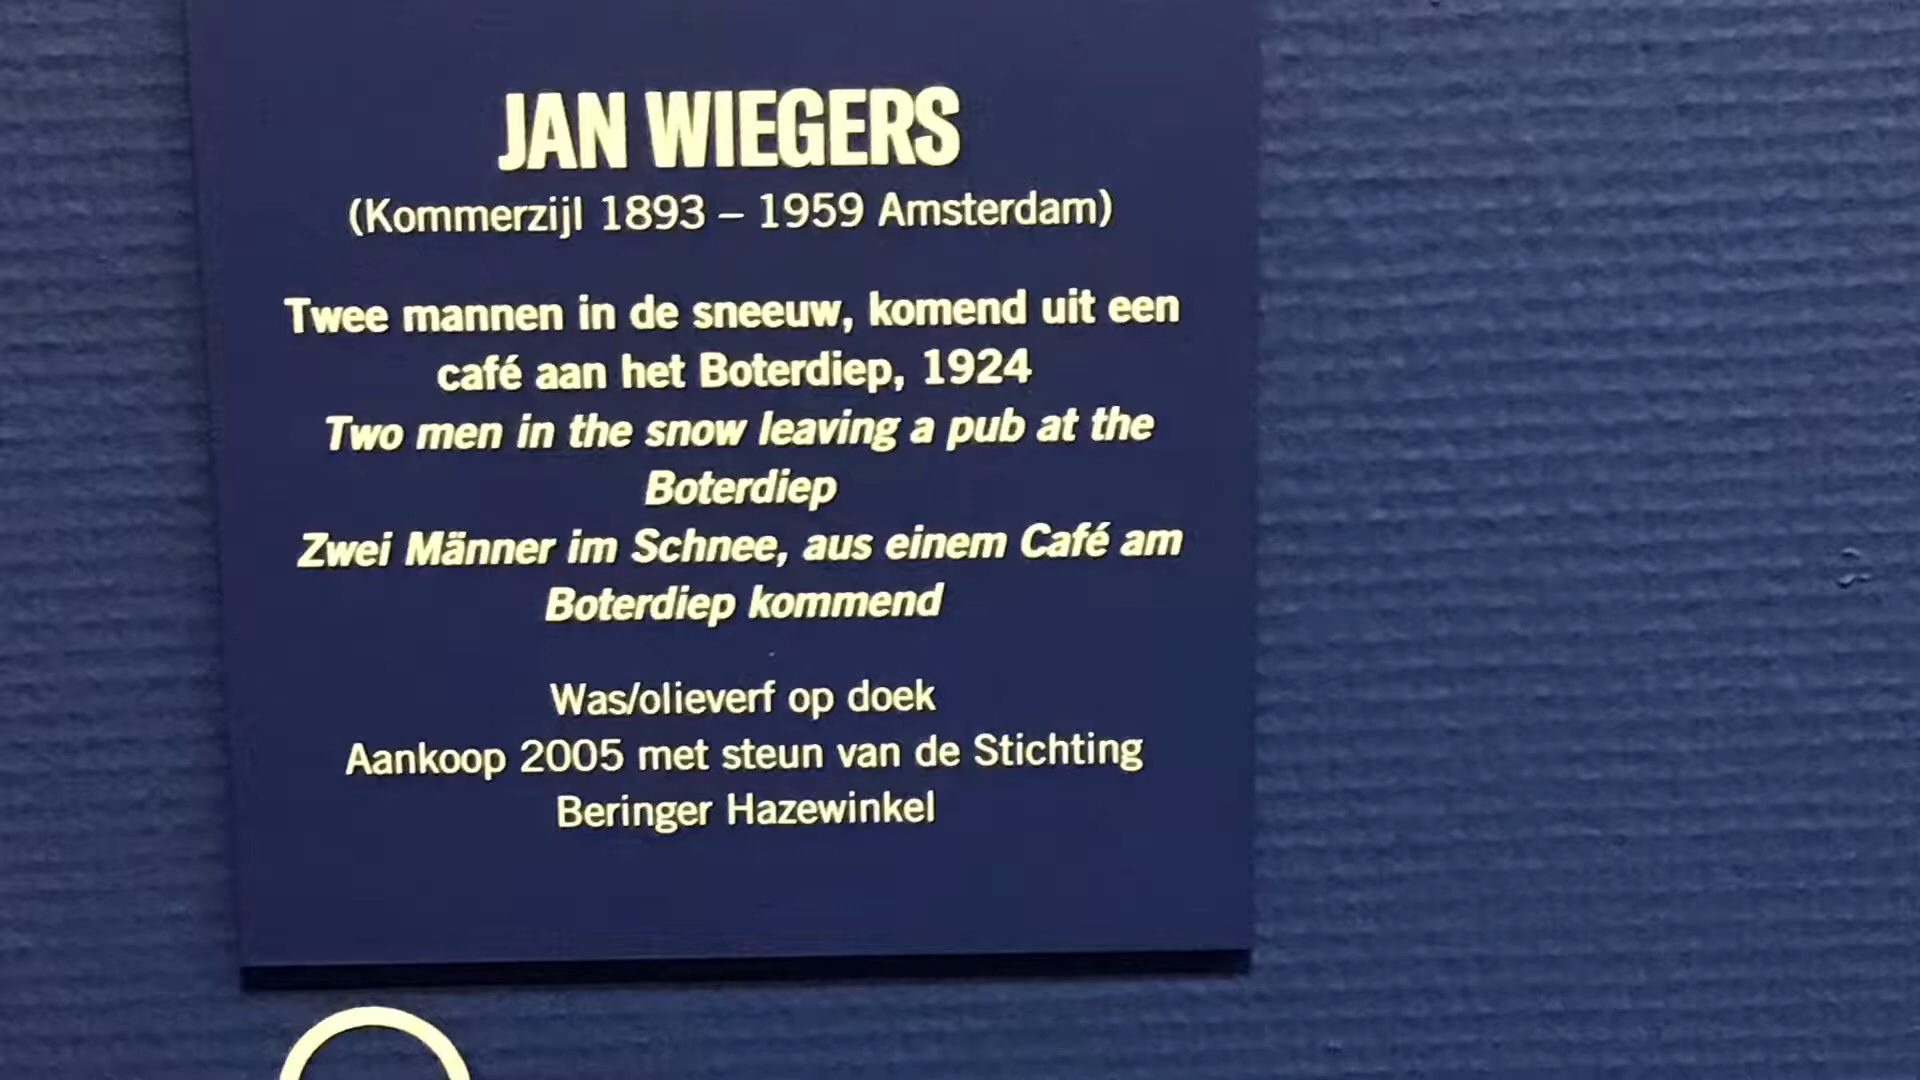 JAN WIEGERS
(Kommerzijl 1893 – 1959 Amsterdam)
Twee mannen in de sneeuw, komend uit een
café aan het Boterdiep, 1924
Two men in the snow leaving a pub at the
Boterdiep
Zwei Männer im Schnee, aus einem Café am
Boterdiep kommend
Was/olieverf op doek
Aankoop 2005 met steun van de Stichting
Beringer Hazewinkel